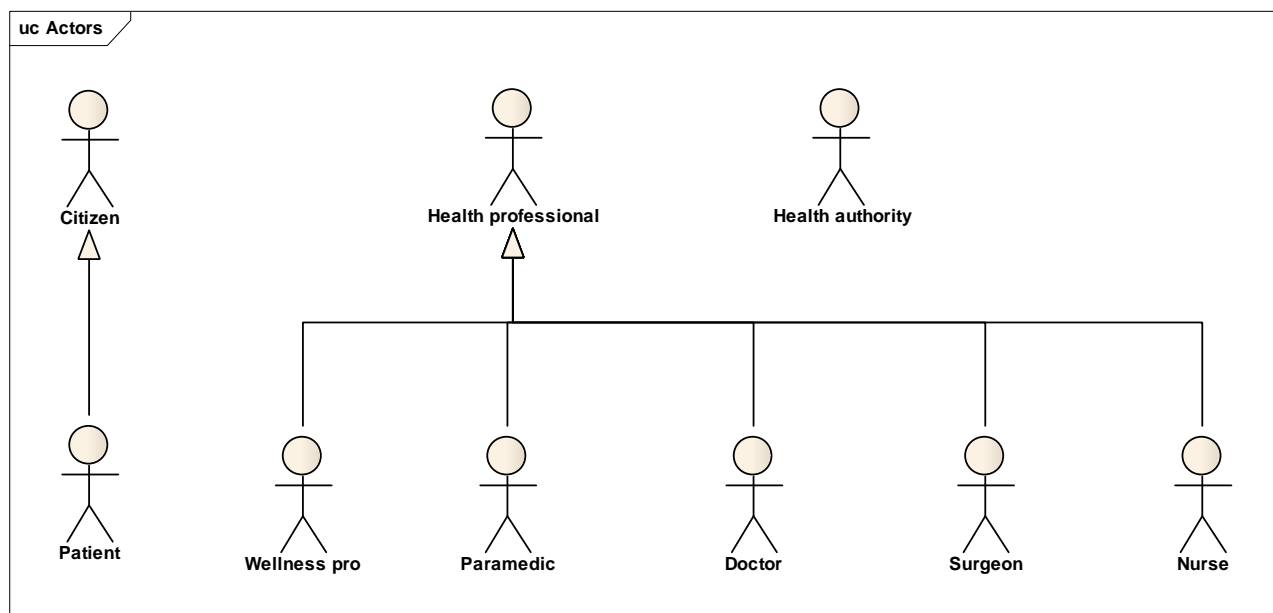 uc Actors
Citizen
Health professional
Health authority
Patient
Wellness pro
Paramedic
Doctor
Surgeon
Nurse